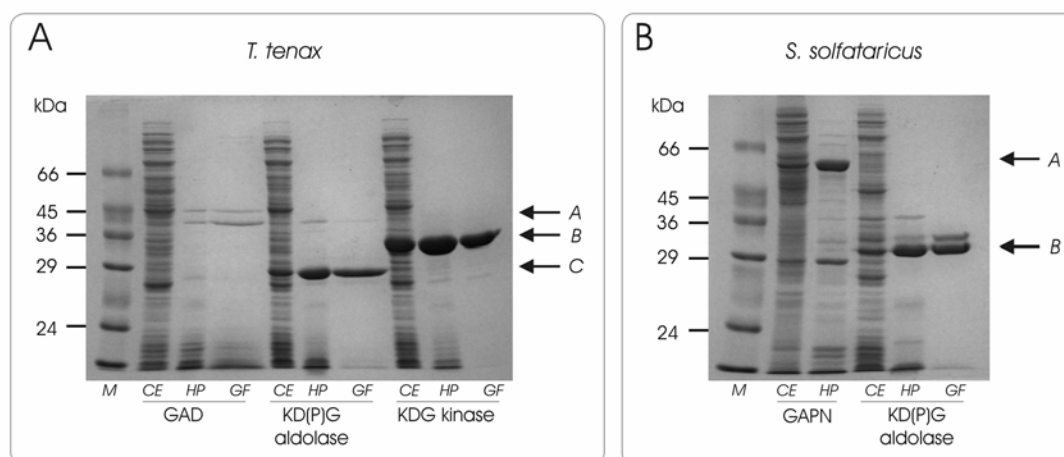 A
T. tenax
kDa
66
45
36
29
24
A
B
C
M CE HP GF CE HP GF CE HP GF
GAD KD(P)G aldolase KDG kinase
B
S. solfataricus
kDa
66
45
36
29
24
A
B
M CE HP CE HP GF
GAPN KD(P)G aldolase